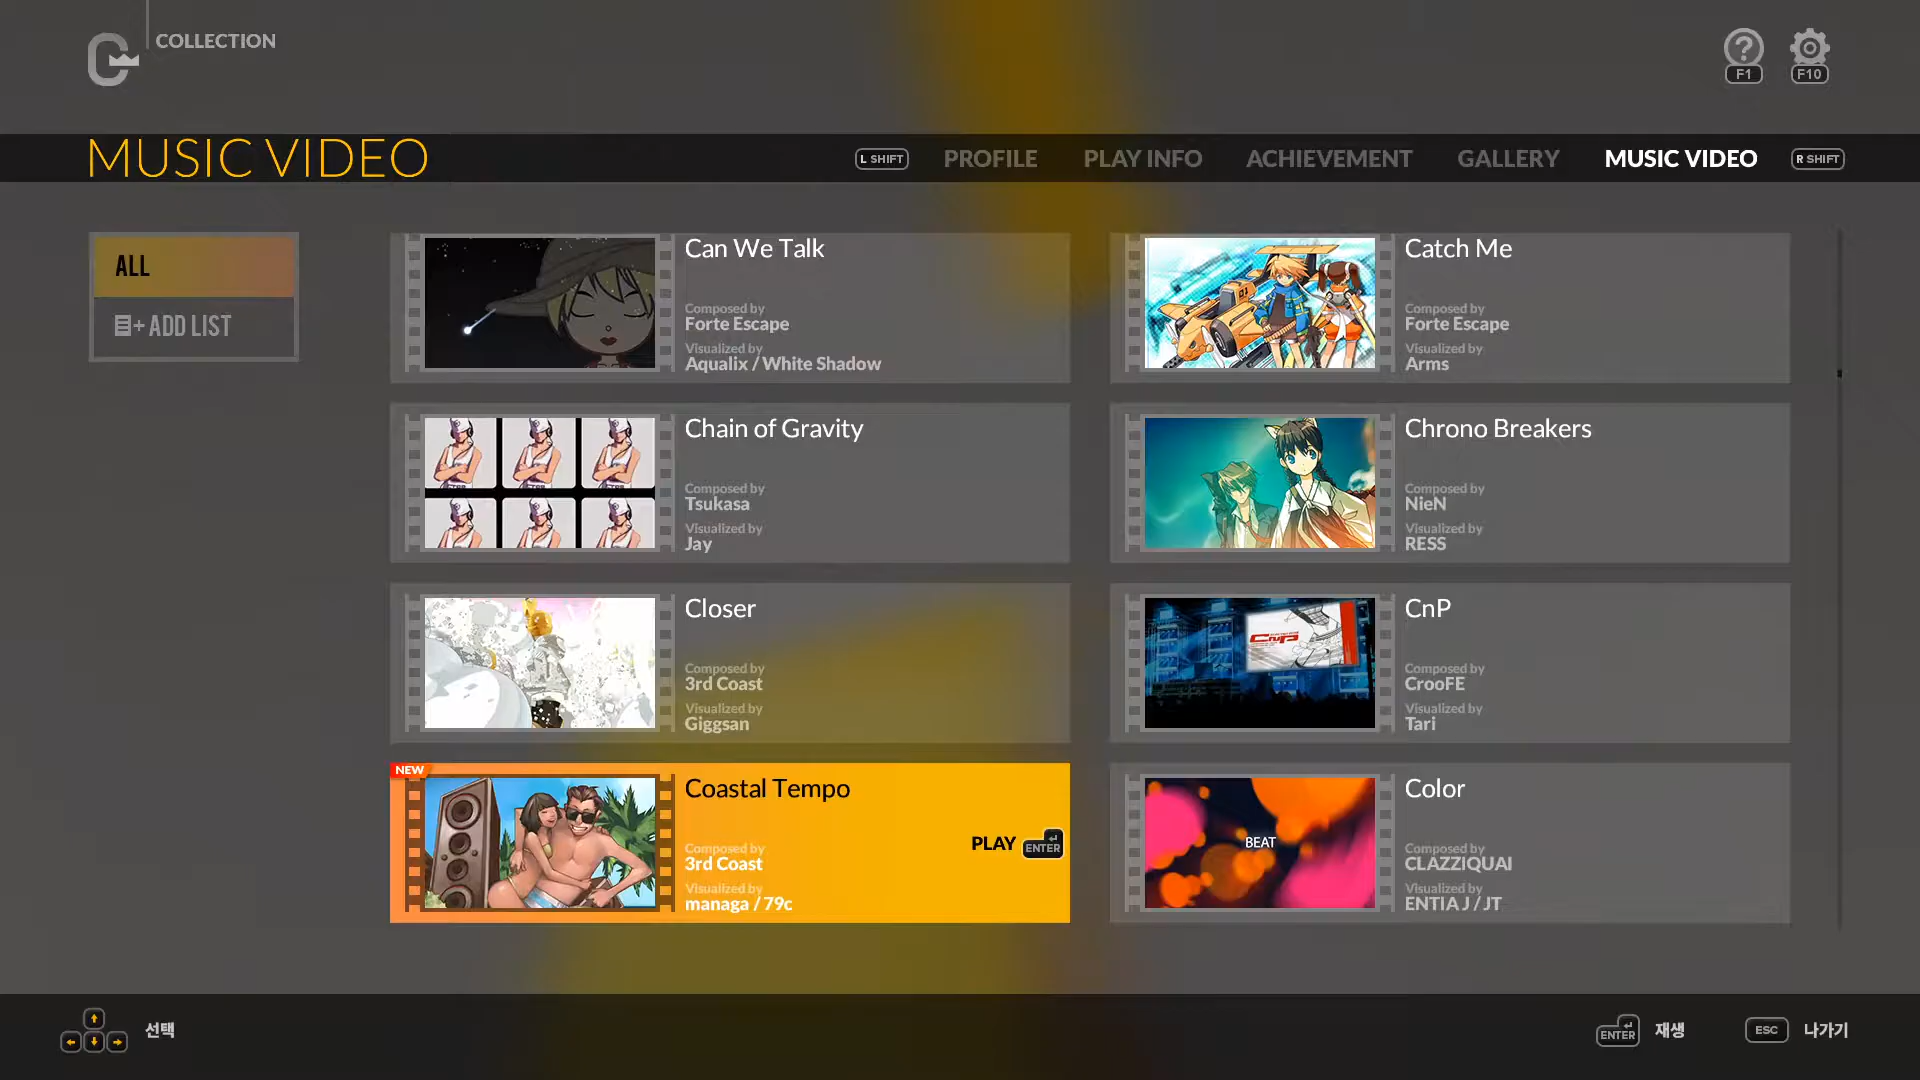 COLLECTION
F1
F10
MUSIC VIDEO
L SHIFT
PROFILE
PLAY INFO
ACHIEVEMENT
GALLERY
MUSIC VIDEO
R SHIFT
ALL
+ ADD LIST
Can We Talk
Composed by
Forte Escape
Visualized by
Aqualix / White Shadow
Catch Me
Composed by
Forte Escape
Visualized by
Arms
Chain of Gravity
Composed by
Tsukasa
Visualized by
Jay
Chrono Breakers
Composed by
NieN
Visualized by
RESS
Closer
Composed by
3rd Coast
Visualized by
Giggsan
CnP
CnP
Composed by
CrooFE
Visualized by
Tari
NEW
Coastal Tempo
Composed by
3rd Coast
Visualized by
managa / 79c
PLAY
ENTER
BEAT
Color
Composed by
CLAZZIQUAI
Visualized by
ENTIA J / JT
선택
ENTER
재생
ESC
나가기